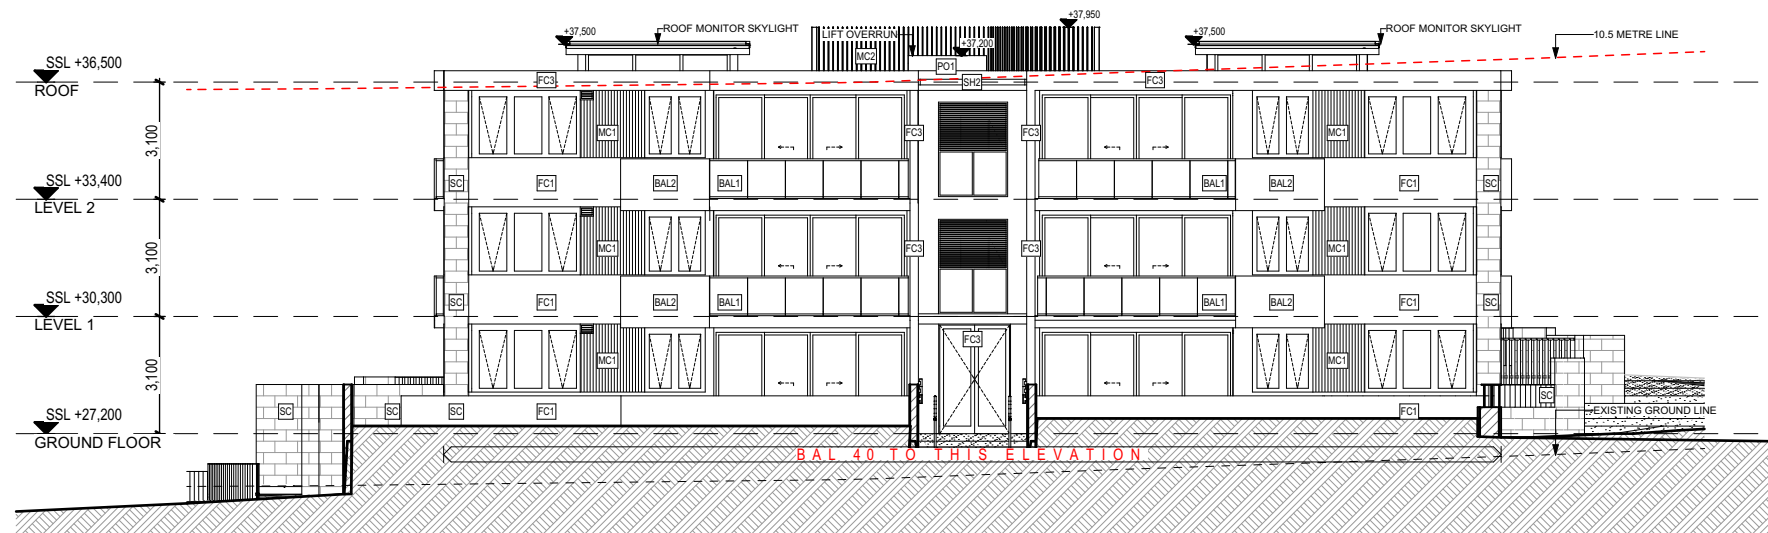 +37,950
+37,500
ROOF MONITOR SKYLIGHT
LIFT OVERRUN
+37,200
+37,500
ROOF MONITOR SKYLIGHT
10.5 METRE LINE
MC2
PO1
SSL +36,500
ROOF
FC3
SH2
FC3
3,100
MC1
FC3
FC3
MC1
SSL +33,400
LEVEL 2
SC
FC1
BAL2
BAL1
BAL1
BAL2
FC1
SC
3,100
MC1
FC3
FC3
MC1
SSL +30,300
LEVEL 1
SC
FC1
BAL2
BAL1
BAL1
BAL2
FC1
SC
3,100
MC1
FC3
MC1
SSL +27,200
GROUND FLOOR
SC
SC
SC
FC1
FC1
SC
EXISTING GROUND LINE
BAL 40 TO THIS ELEVATION